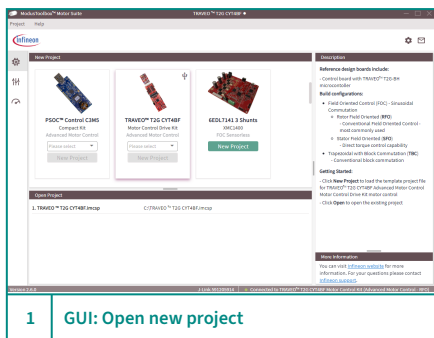 ModusToolbox™ Motor Suite
TRAVEO™ T2G CYT4BF ●
Project Help
infineon
New Project
PSOC™ Control C3M5
Compact Kit
Advanced Motor Control
Please select
New Project
TRAVEO™ T2G CYT4BF
Motor Control Drive Kit
Advanced Motor Control
Please select
New Project
6EDL7141 3 Shunts
XMC1400
FOC Sensorless
New Project
Open Project
1. TRAVEO™ T2G CYT4BF.lmcsp C:/TRAVEO™ T2G CYT4BF.lmcsp
Description
Reference design boards include:
- Control board with TRAVEO™ T2G-BH
microcontroller
Build configurations:
• Field Oriented Control (FOC) - Sinusoidal
Commutation
Rotor Field Oriented (RFO)
- Conventional Field Oriented Control -
most commonly used
Stator Field Oriented (SFO)
- Direct torque control capability
• Trapezoidal with Block Commutation (TBC)
- Conventional block commutation
Getting Started:
- Click New Project to load the template project file
for TRAVEO™ T2G CYT4BF Advanced Motor Control
Motor Control Drive Kit motor control.
- Click Open to open the existing project
More Information
You can visit Infineon website for more
information. For your questions please contact
Infineon support.
Connected to TRAVEO™ T2G CYT4BF Motor Control Kit (Advanced Motor Control - RFO)
1 GUI: Open new project